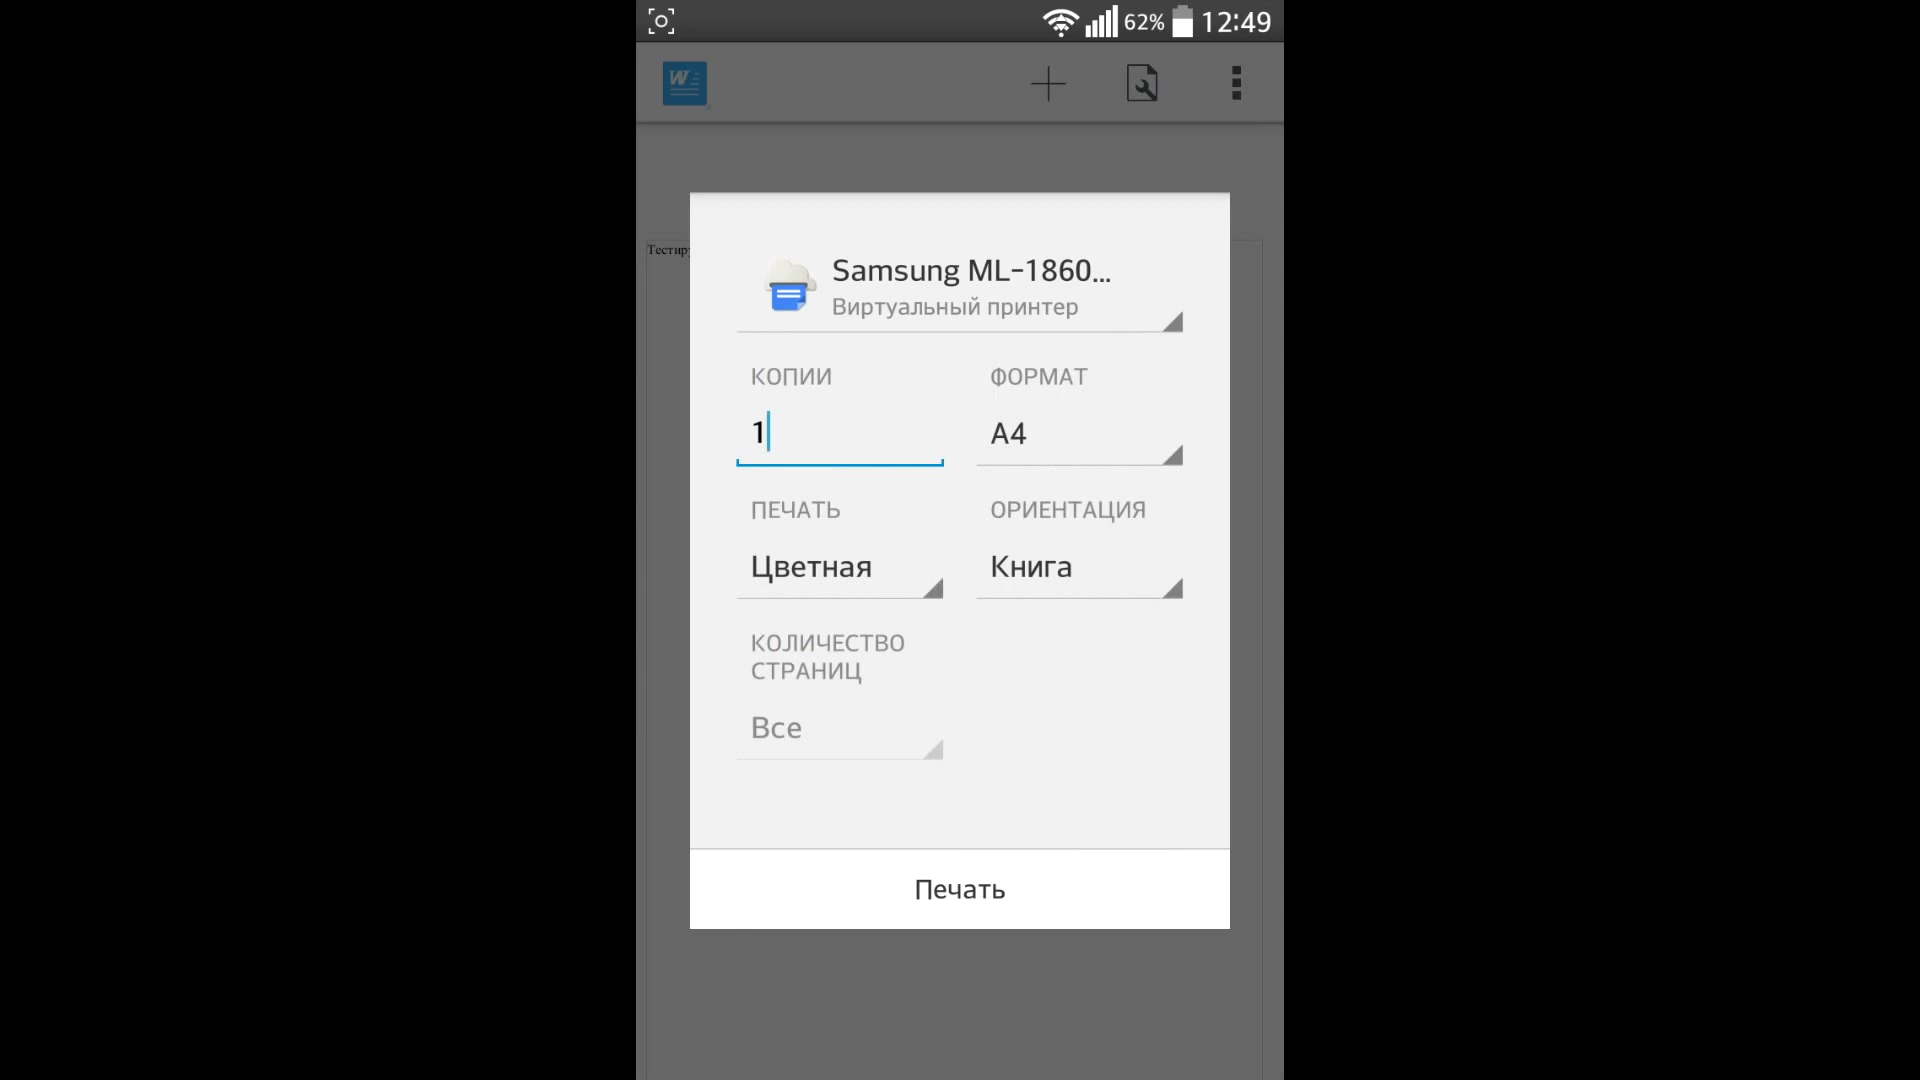 62% 12:49
W
Samsung ML-1860...
Виртуальный принтер
КОПИИ ФОРМАТ
1 A4
ПЕЧАТЬ ОРИЕНТАЦИЯ
Цветная Книга
КОЛИЧЕСТВО
СТРАНИЦ
Все
Печать